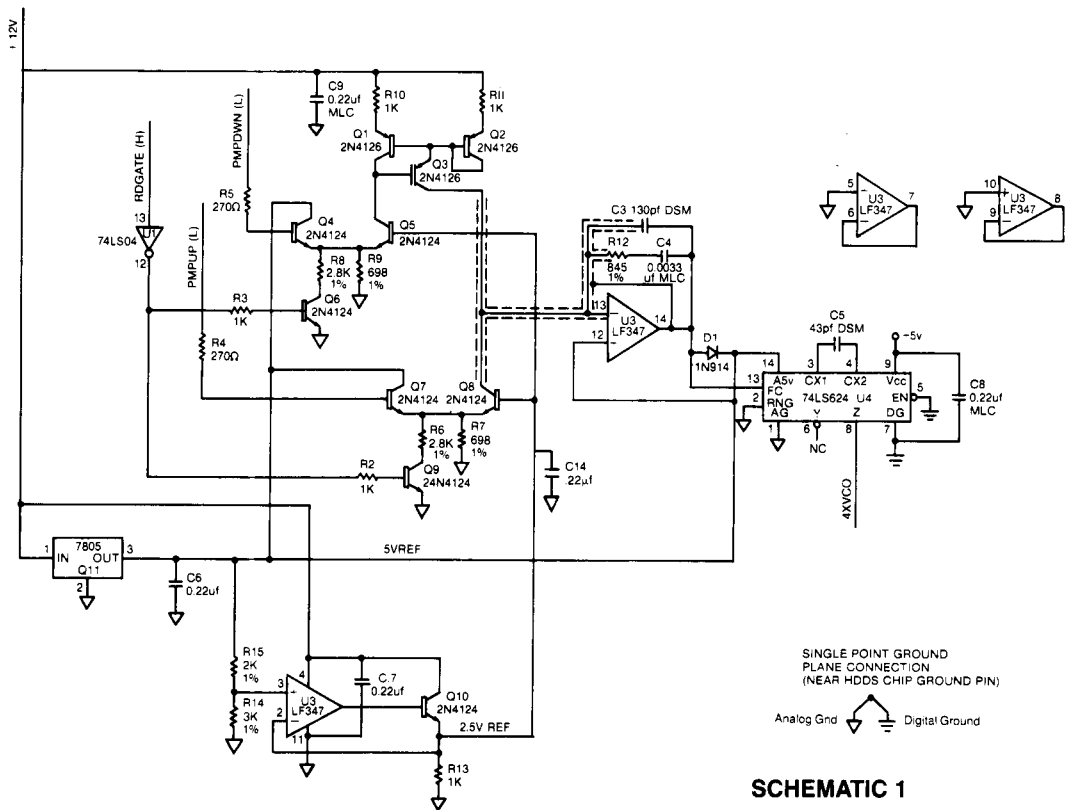 + 12V
RDGATE (H)
PMPDWN (L)
PMPUP (L)
C9
0.22uf
MLC
R10
1K
R11
1K
Q1
2N4126
Q2
2N4126
Q3
2N4126
R5
270Ω
13
U1
74LS04
12
Q4
2N4124
Q5
2N4124
R8
2.8K
1%
R9
698
1%
R3
1K
Q6
2N4124
R4
270Ω
C3 130pf DSM
R12
845
1%
C4
0.0033
uf MLC
13
12
U3
LF347
14
5
6
U3
LF347
7
10
9
U3
LF347
8
D1
1N914
C5
43pf DSM
14
3
4
9
-5v
13
2
1
A5v
FC
RNG
AG
CX1
CX2
U4
74LS624
Y
Z
Vcc
EN
DG
5
6
8
7
NC
C8
0.22uf
MLC
4XVCO
Q7
2N4124
Q8
2N4124
R6
2.8K
1%
R7
698
1%
R2
1K
Q9
24N4124
C14
.22μf
1
IN
7805
OUT
Q11
3
2
5VREF
C6
0.22uf
R15
2K
1%
R14
3K
1%
3
2
+
−
4
U3
LF347
11
C.7
0.22uf
Q10
2N4124
2.5V REF
R13
1K
SINGLE POINT GROUND
PLANE CONNECTION
(NEAR HDDS CHIP GROUND PIN)
Analog Gnd
Digital Ground
SCHEMATIC 1